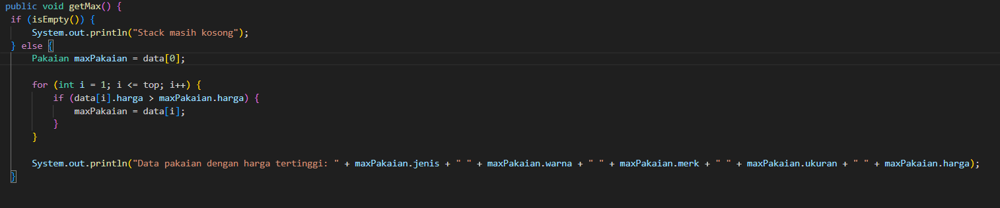 public void getMax() {
if (isEmpty()) {
System.out.println("Stack masih kosong");
} else {
Pakaian maxPakaian = data[0];
for (int i = 1; i <= top; i++) {
if (data[i].harga > maxPakaian.harga) {
maxPakaian = data[i];
}
}
System.out.println("Data pakaian dengan harga tertinggi: " + maxPakaian.jenis + " " + maxPakaian.warna + " " + maxPakaian.merk + " " + maxPakaian.ukuran + " " + maxPakaian.harga);
}